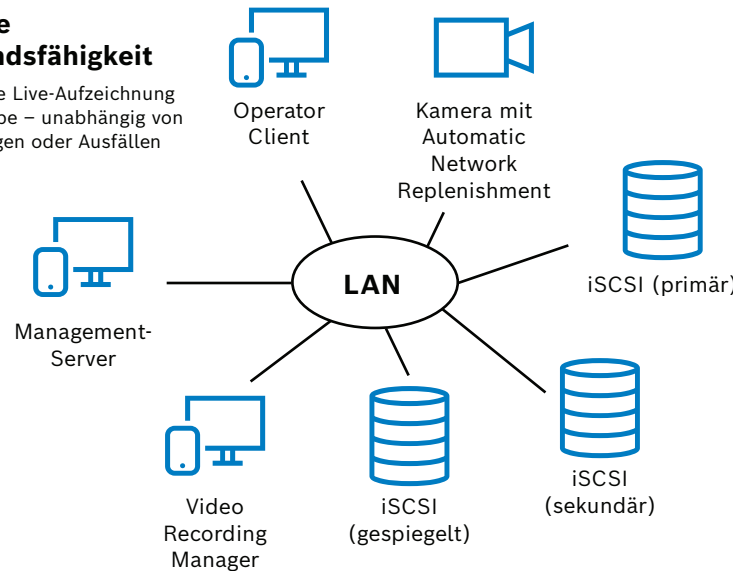 e
ndsfähigkeit
e Live-Aufzeichnung
be – unabhängig von
gen oder Ausfällen
Operator
Client
Kamera mit
Automatic
Network
Replenishment
iSCSI (primär)
LAN
Management-
Server
iSCSI
(sekundär)
iSCSI
(gespiegelt)
Video
Recording
Manager